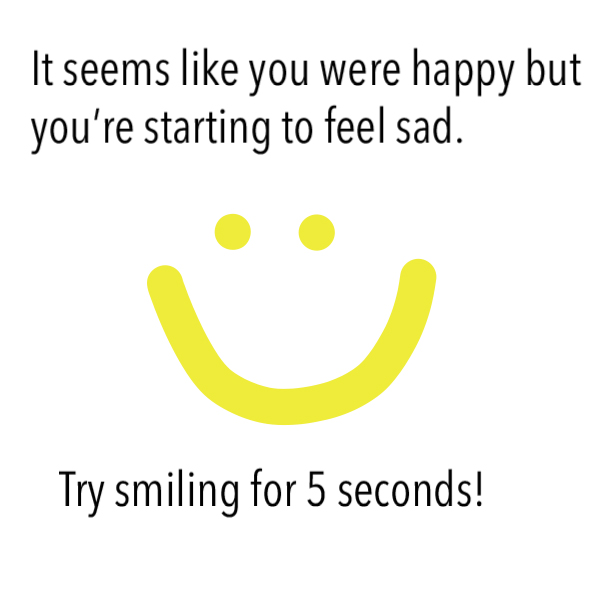 It seems like you were happy but
you’re starting to feel sad.
Try smiling for 5 seconds!